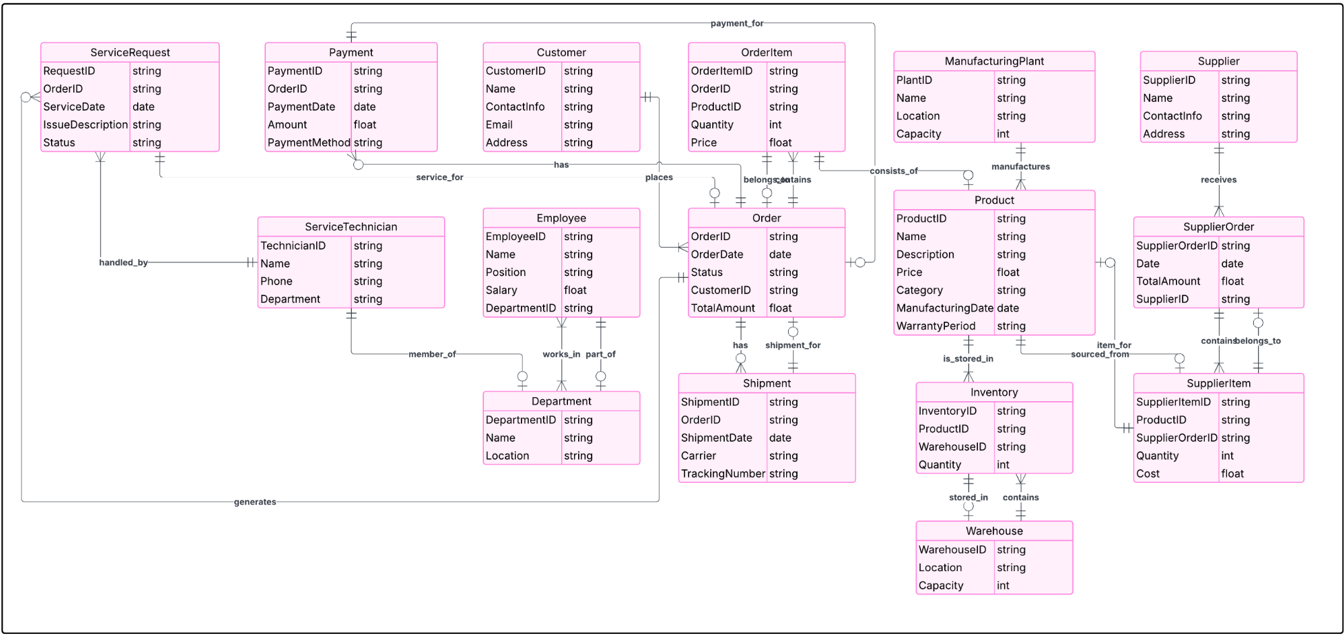 payment_for
ServiceRequest
RequestID string
OrderID string
ServiceDate date
IssueDescription string
Status string
Payment
PaymentID string
OrderID string
PaymentDate date
Amount float
PaymentMethod string
Customer
CustomerID string
Name string
ContactInfo string
Email string
Address string
OrderItem
OrderItemID string
OrderID string
ProductID string
Quantity int
Price float
ManufacturingPlant
PlantID string
Name string
Location string
Capacity int
Supplier
SupplierID string
Name string
ContactInfo string
Address string
has
service_for
places
belongs_to
contains
consists_of
manufactures
receives
ServiceTechnician
TechnicianID string
Name string
Phone string
Department string
handled_by
Employee
EmployeeID string
Name string
Position string
Salary float
DepartmentID string
Order
OrderID string
OrderDate date
Status string
CustomerID string
TotalAmount float
Product
ProductID string
Name string
Description string
Price float
Category string
ManufacturingDate date
WarrantyPeriod string
SupplierOrder
SupplierOrderID string
Date date
TotalAmount float
SupplierID string
member_of
works_in
part_of
has
shipment_for
is_stored_in
item_for
sourced_from
contains
belongs_to
Department
DepartmentID string
Name string
Location string
Shipment
ShipmentID string
OrderID string
ShipmentDate date
Carrier string
TrackingNumber string
Inventory
InventoryID string
ProductID string
WarehouseID string
Quantity int
SupplierItem
SupplierItemID string
ProductID string
SupplierOrderID string
Quantity int
Cost float
generates
stored_in
contains
Warehouse
WarehouseID string
Location string
Capacity int